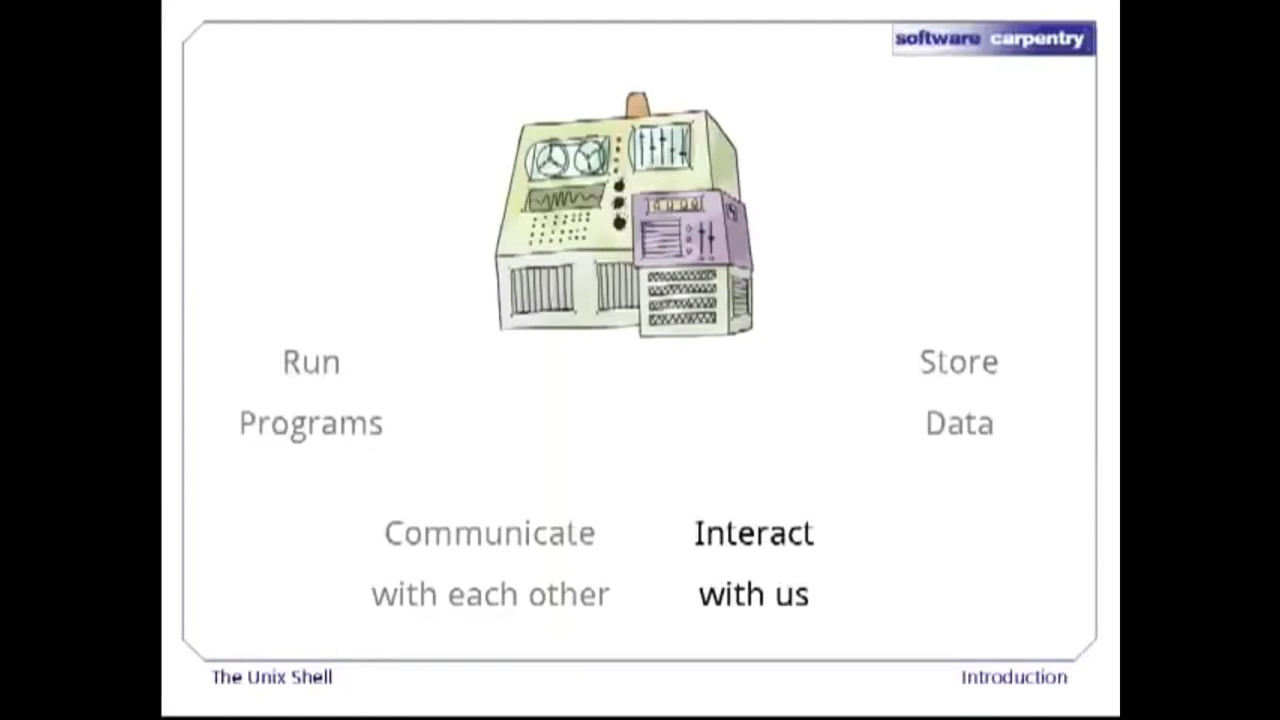 software carpentry
Run
Programs
Store
Data
Communicate
with each other
Interact
with us
The Unix Shell
Introduction